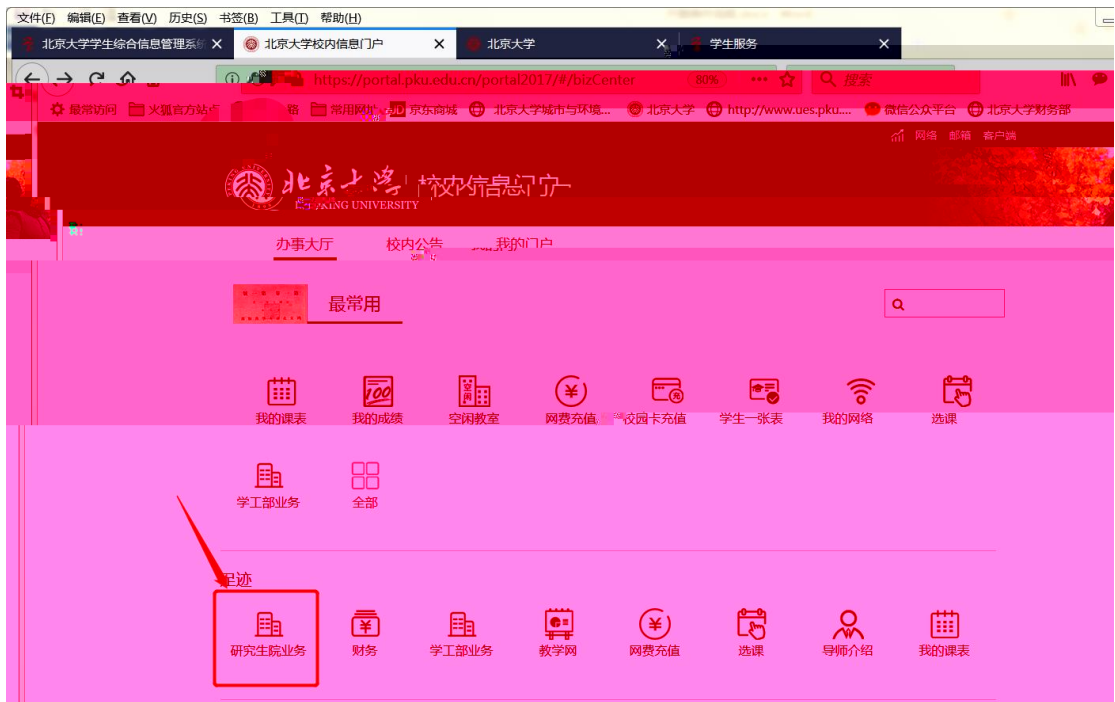 文件(F) 编辑(E) 查看(V) 历史(S) 书签(B) 工具(T) 帮助(H)
北京大学学生综合信息管理系统 北京大学校内信息门户 北京大学 学生服务
https://portal.pku.edu.cn/portal2017/#/bizCenter 80% 搜索
最常访问 火狐官方站点 常用网址 JD 京东商城 北京大学城市与环境... 北京大学 http://www.ues.pku.... 微信公众平台 北京大学财务部
网络 邮箱 客户端
北京大学 校内信息门户
PEKING UNIVERSITY
办事大厅 校内公告 我的门户
最常用
我的课表 我的成绩 空闲教室 网费充值 校园卡充值 学生一张表 我的网络 选课
学工部业务 全部
足迹
研究生院业务 财务 学工部业务 教学网 网费充值 选课 导师介绍 我的课表